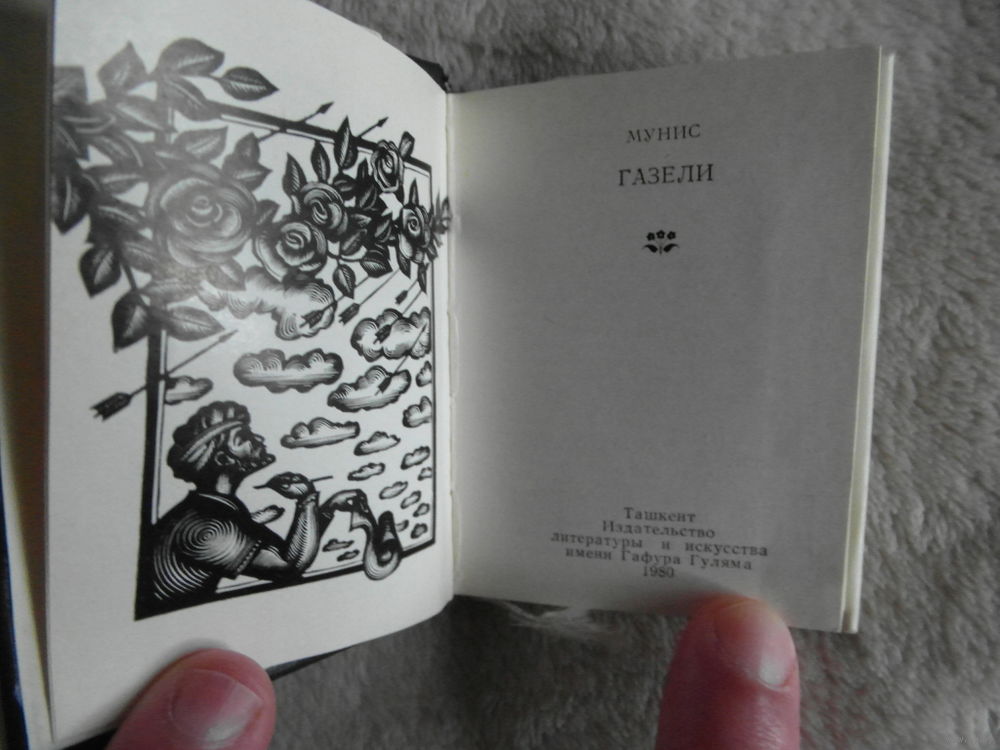 МУНИС
ГАЗЕЛИ
Ташкент
Издательство
литературы и искусства
имени Гафура Гуляма
1980